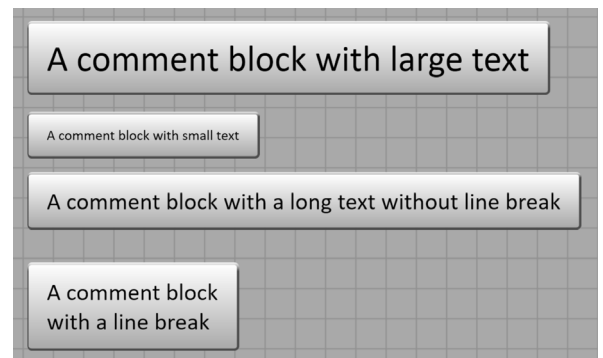 A comment block with large text
A comment block with small text
A comment block with a long text without line break
A comment block
with a line break